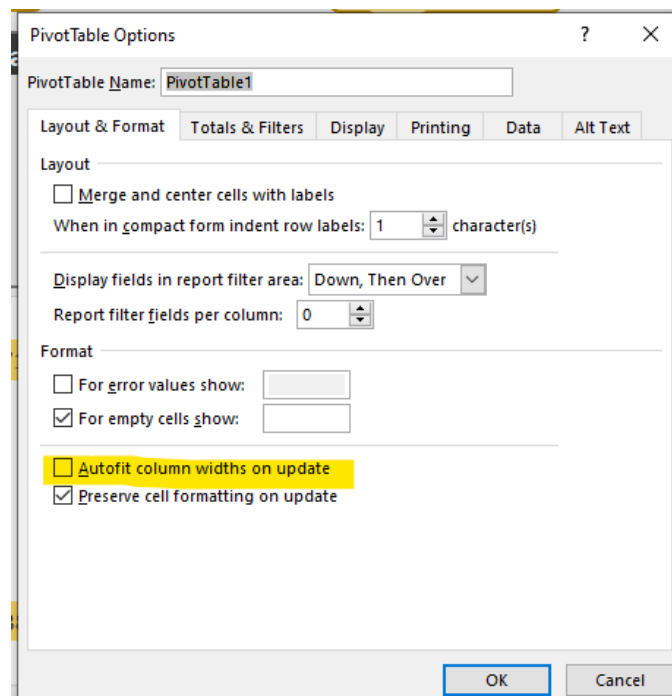 PivotTable Options ?
PivotTable Name: PivotTable1
Layout & Format Totals & Filters Display Printing Data Alt Text
Layout
Merge and center cells with labels
When in compact form indent row labels: 1 character(s)
Display fields in report filter area: Down, Then Over
Report filter fields per column: 0
Format
For error values show:
For empty cells show:
Autofit column widths on update
Preserve cell formatting on update
OK Cancel